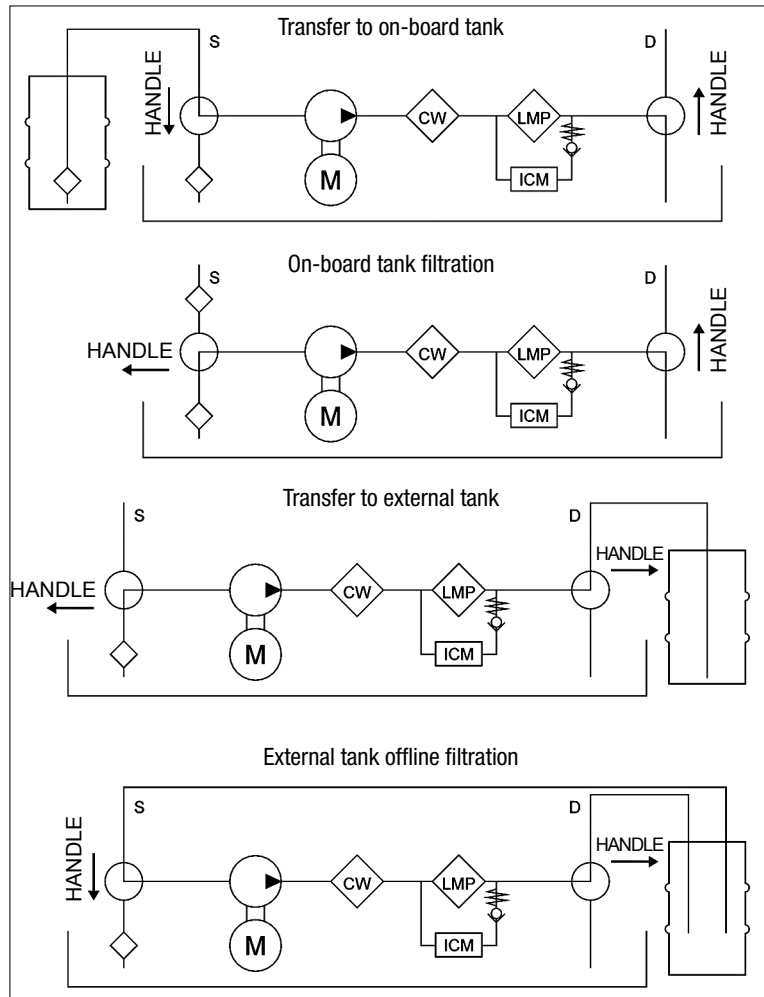 Transfer to on-board tank
S
D
HANDLE
HANDLE
CW
LMP
ICM
M
On-board tank filtration
S
D
HANDLE
HANDLE
CW
LMP
ICM
M
Transfer to external tank
S
D
HANDLE
HANDLE
CW
LMP
ICM
M
External tank offline filtration
S
D
HANDLE
HANDLE
CW
LMP
ICM
M